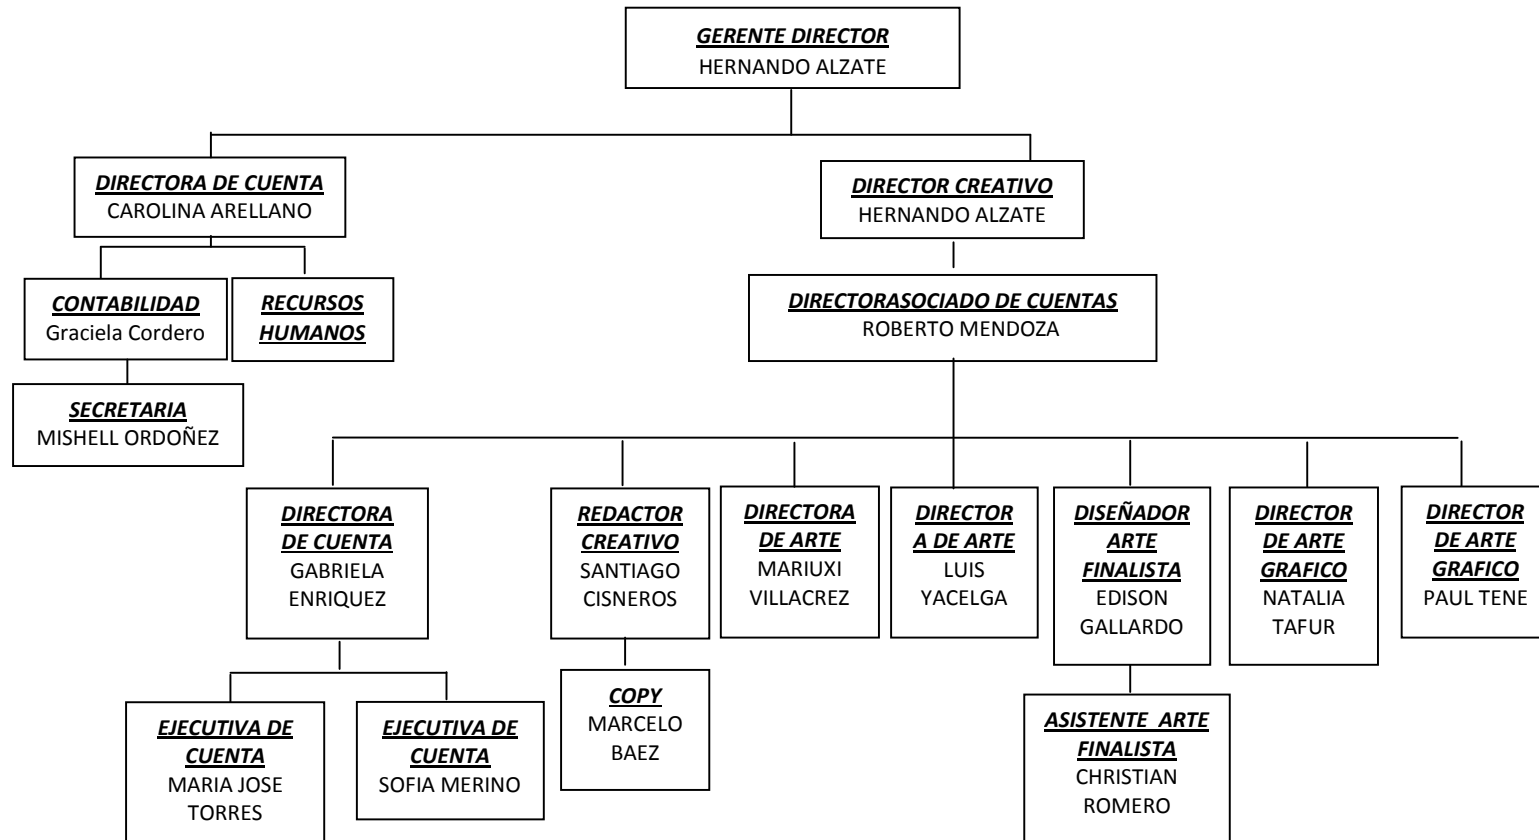 GERENTE DIRECTOR
HERNANDO ALZATE
DIRECTORA DE CUENTA
CAROLINA ARELLANO
DIRECTOR CREATIVO
HERNANDO ALZATE
CONTABILIDAD
Graciela Cordero
RECURSOS
HUMANOS
DIRECTORASOCIADO DE CUENTAS
ROBERTO MENDOZA
SECRETARIA
MISHELL ORDOÑEZ
DIRECTORA
DE CUENTA
GABRIELA
ENRIQUEZ
REDACTOR
CREATIVO
SANTIAGO
CISNEROS
DIRECTORA
DE ARTE
MARIUXI
VILLACREZ
DIRECTOR
A DE ARTE
LUIS
YACELGA
DISEÑADOR
ARTE
FINALISTA
EDISON
GALLARDO
DIRECTOR
DE ARTE
GRAFICO
NATALIA
TAFUR
DIRECTOR
DE ARTE
GRAFICO
PAUL TENE
EJECUTIVA DE
CUENTA
MARIA JOSE
TORRES
EJECUTIVA DE
CUENTA
SOFIA MERINO
COPY
MARCELO
BAEZ
ASISTENTE  ARTE
FINALISTA
CHRISTIAN
ROMERO